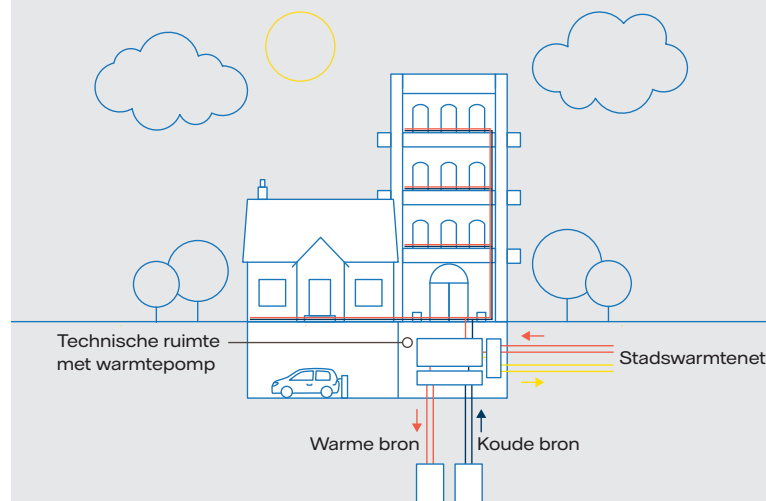 Technische ruimte
met warmtepomp
Stadswarmtenet
Warme bron
Koude bron